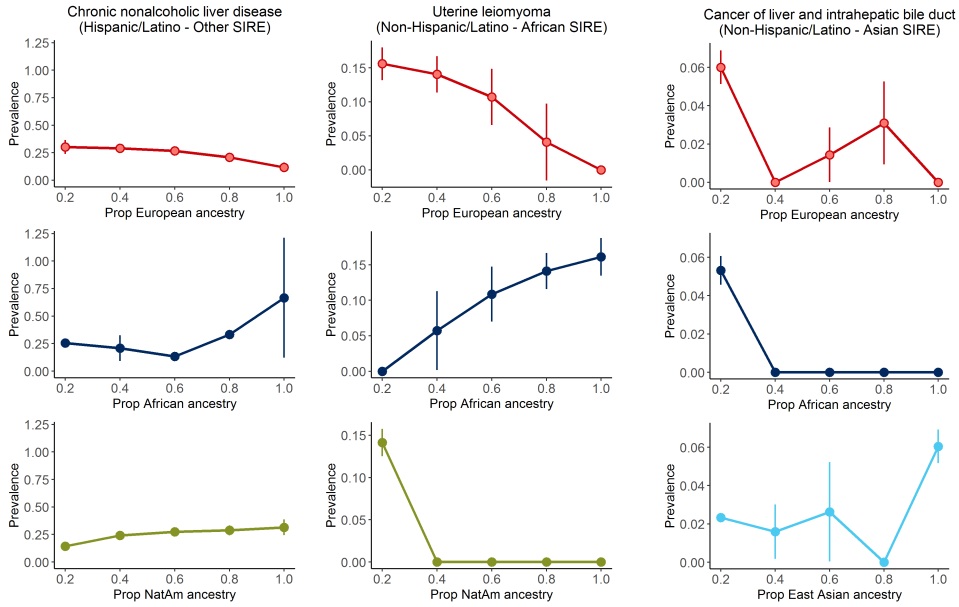 Chronic nonalcoholic liver disease
(Hispanic/Latino - Other SIRE)
Uterine leiomyoma
(Non-Hispanic/Latino - African SIRE)
Cancer of liver and intrahepatic bile duct
(Non-Hispanic/Latino - Asian SIRE)
Prevalence
1.25
1.00
0.75
0.50
0.25
0.00
0.2 0.4 0.6 0.8 1.0
Prop European ancestry
Prevalence
0.15
0.10
0.05
0.00
0.2 0.4 0.6 0.8 1.0
Prop European ancestry
Prevalence
0.06
0.04
0.02
0.00
0.2 0.4 0.6 0.8 1.0
Prop European ancestry
Prevalence
1.25
1.00
0.75
0.50
0.25
0.00
0.2 0.4 0.6 0.8 1.0
Prop African ancestry
Prevalence
0.15
0.10
0.05
0.00
0.2 0.4 0.6 0.8 1.0
Prop African ancestry
Prevalence
0.06
0.04
0.02
0.00
0.2 0.4 0.6 0.8 1.0
Prop African ancestry
Prevalence
1.25
1.00
0.75
0.50
0.25
0.00
0.2 0.4 0.6 0.8 1.0
Prop NatAm ancestry
Prevalence
0.15
0.10
0.05
0.00
0.2 0.4 0.6 0.8 1.0
Prop NatAm ancestry
Prevalence
0.06
0.04
0.02
0.00
0.2 0.4 0.6 0.8 1.0
Prop East Asian ancestry